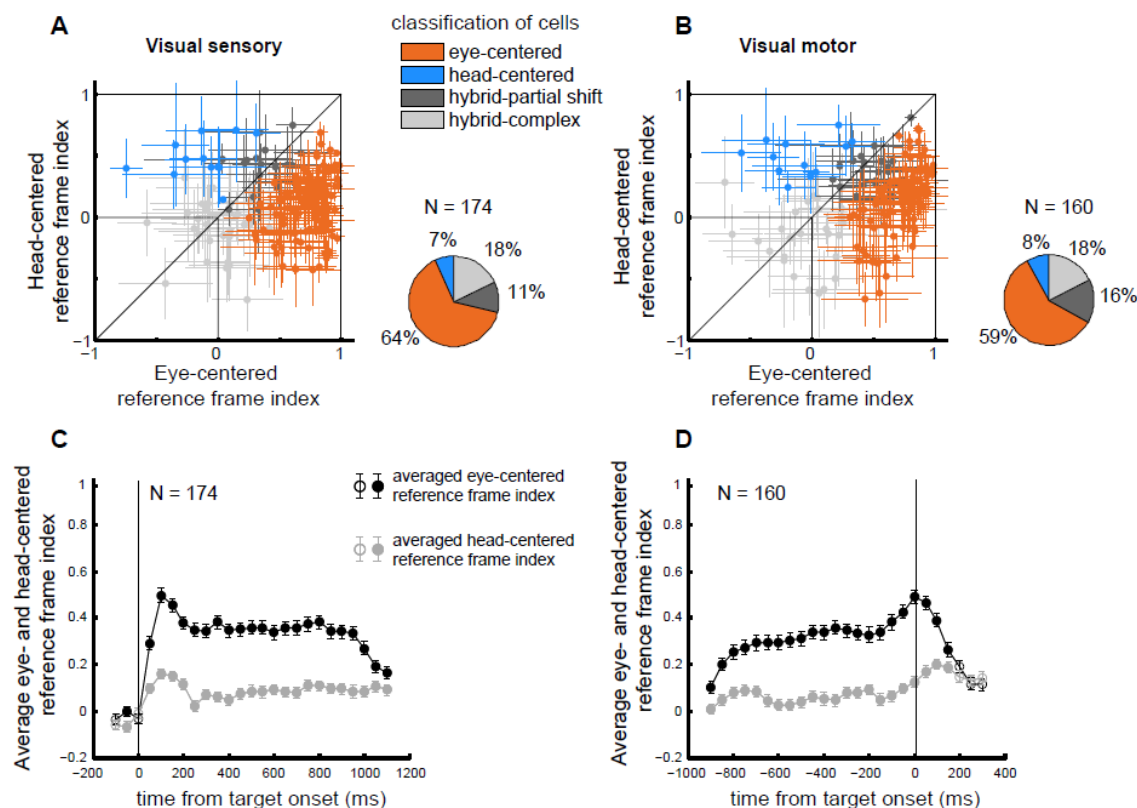 A
Visual sensory
classification of cells
eye-centered
head-centered
hybrid-partial shift
hybrid-complex
B
Visual motor
Head-centered
reference frame index
1
0
−1
−1
0
1
Eye-centered
reference frame index
N = 174
7%
18%
11%
64%
Head-centered
reference frame index
1
0
−1
−1
0
1
Eye-centered
reference frame index
N = 160
8%
18%
16%
59%
C
Average eye- and head-centered
reference frame index
1
0.8
0.6
0.4
0.2
0
−0.2
N = 174
averaged eye-centered
reference frame index
averaged head-centered
reference frame index
−200
0
200
400
600
800
1000
1200
time from target onset (ms)
D
Average eye- and head-centered
reference frame index
1
0.8
0.6
0.4
0.2
0
−0.2
N = 160
−1000
−800
−600
−400
−200
0
200
400
time from target onset (ms)